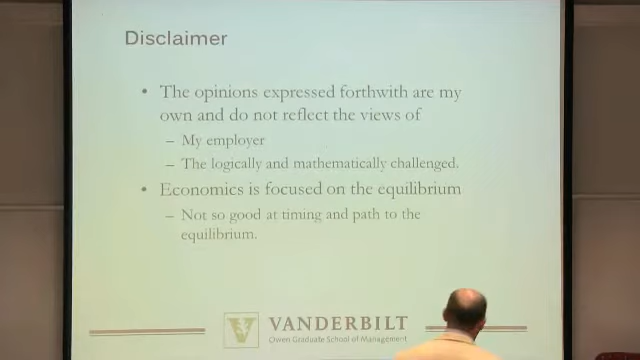 Disclaimer
• The opinions expressed forthwith are my
own and do not reflect the views of
– My employer
– The logically and mathematically challenged.
• Economics is focused on the equilibrium
– Not so good at timing and path to the
equilibrium.
V
VANDERBILT
Owen Graduate School of Management